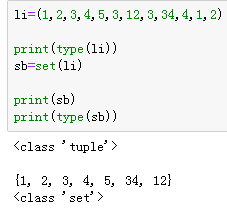 li=(1,2,3,4,5,3,12,3,34,4,1,2)
print(type(li))
sb=set(li)
print(sb)
print(type(sb))
<class 'tuple'>
{1, 2, 3, 4, 5, 34, 12}
<class 'set'>